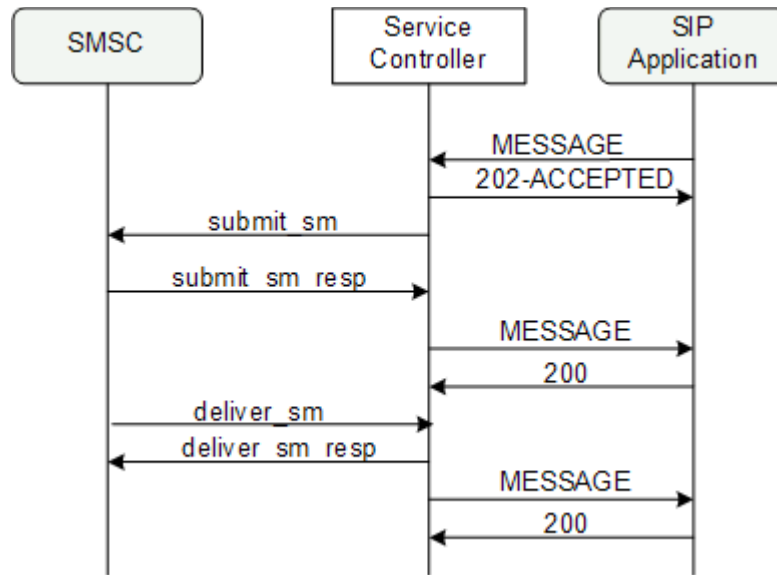 SMSC
Service
Controller
SIP
Application
MESSAGE
202-ACCEPTED
submit_sm
submit_sm_resp
MESSAGE
200
deliver_sm
deliver_sm_resp
MESSAGE
200